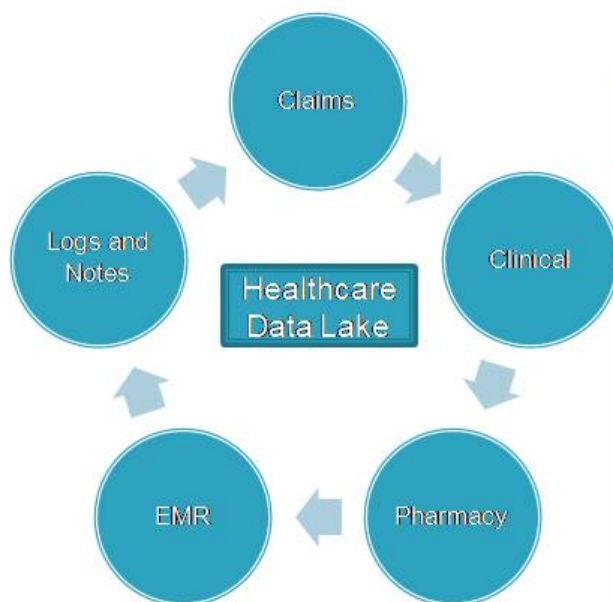 Claims
Clinical
Pharmacy
EMR
Logs and
Notes
Healthcare
Data Lake